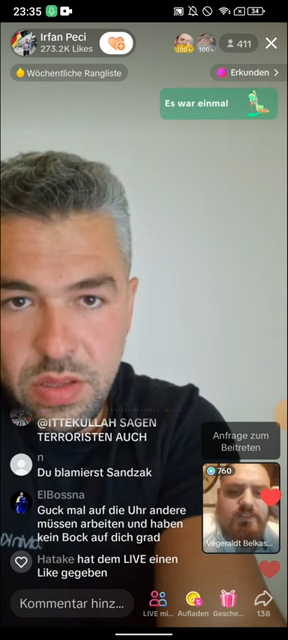 23:35
34
Irfan Peci
273.2K Likes
100+
100+
411
Wöchentliche Rangliste
Erkunden >
Es war einmal
@ITTEKULLAH SAGEN
TERRORISTEN AUCH
n
Du blamierst Sandzak
Anfrage zum
Beitreten
ElBossna
Guck mal auf die Uhr andere
müssen arbeiten und haben
kein Bock auf dich grad
760
Vegeraldt Belkas...
Hatake hat dem LIVE einen
Like gegeben
Kommentar hinz...
LIVE mi...
Aufladen
Gesche...
138